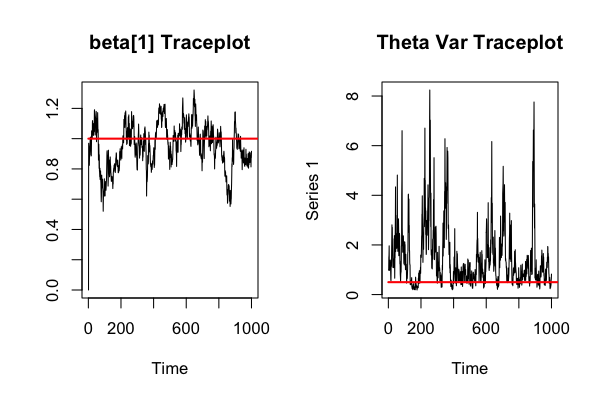 beta[1] Traceplot
0.0 0.4 0.8 1.2
0 200 600 1000
Time
Theta Var Traceplot
Series 1
0 2 4 6 8
0 200 600 1000
Time